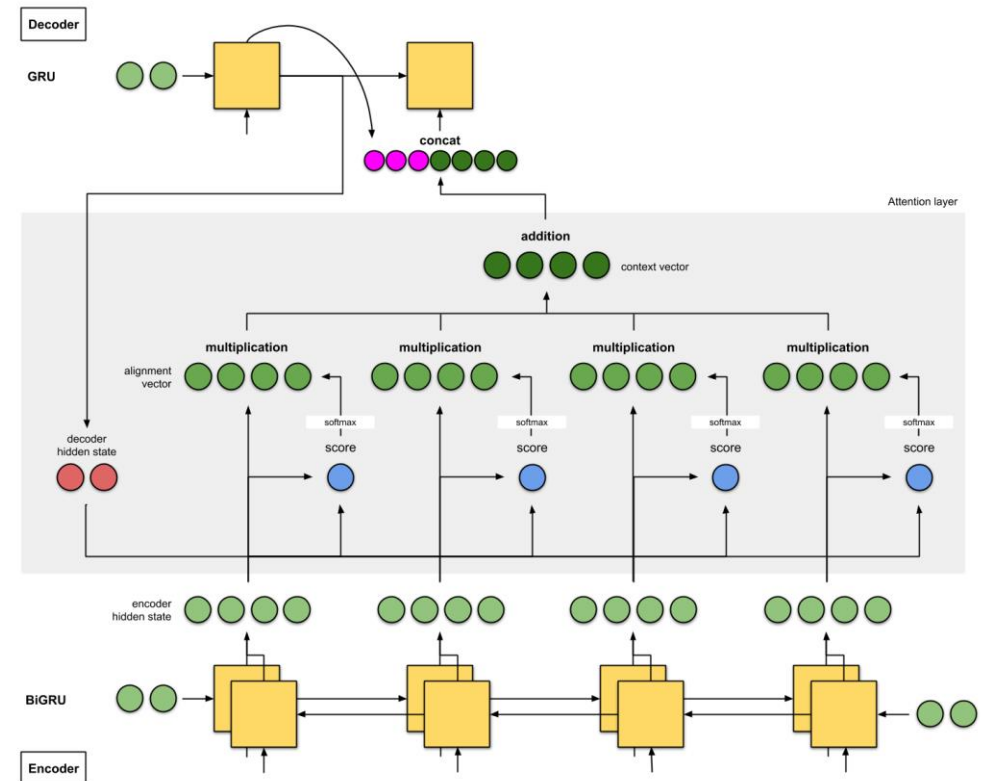 Decoder
GRU
concat
Attention layer
addition
context vector
multiplication
multiplication
multiplication
multiplication
alignment
vector
softmax
softmax
softmax
softmax
decoder
hidden state
score
score
score
score
encoder
hidden state
BiGRU
Encoder